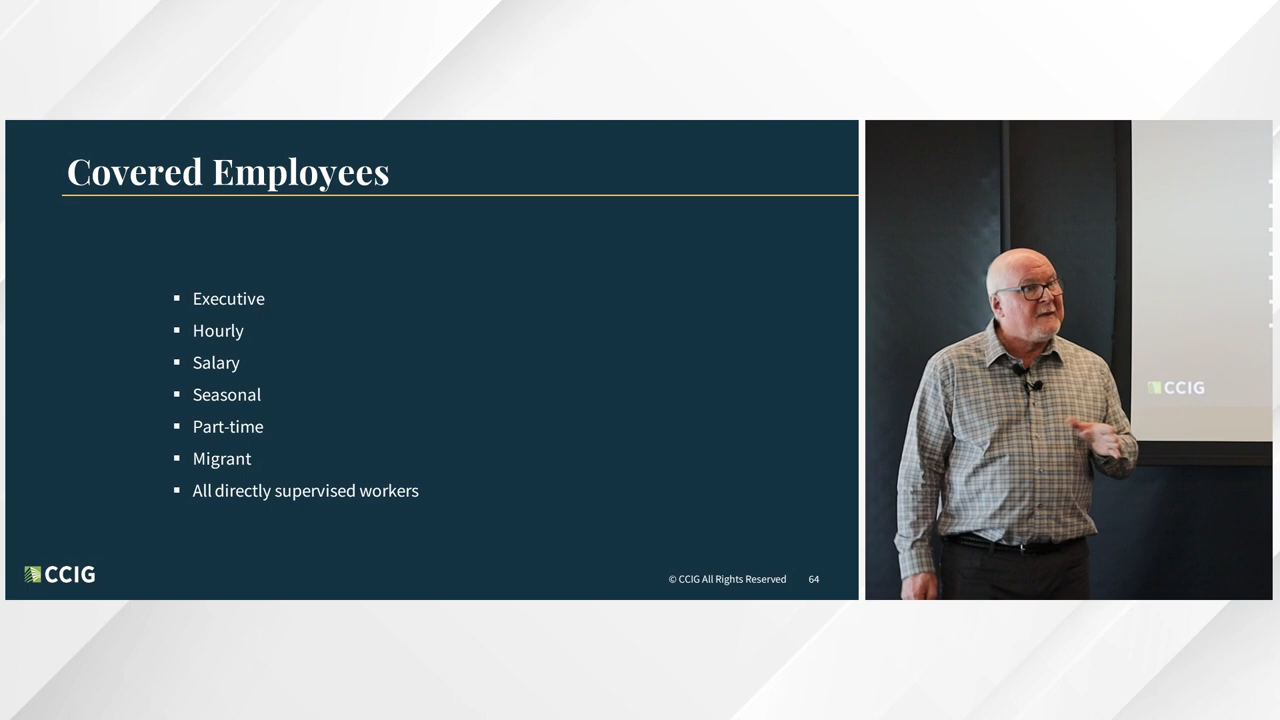 Covered Employees
▪ Executive
▪ Hourly
▪ Salary
▪ Seasonal
▪ Part-time
▪ Migrant
▪ All directly supervised workers
CCIG
© CCIG All Rights Reserved 64
CCIG